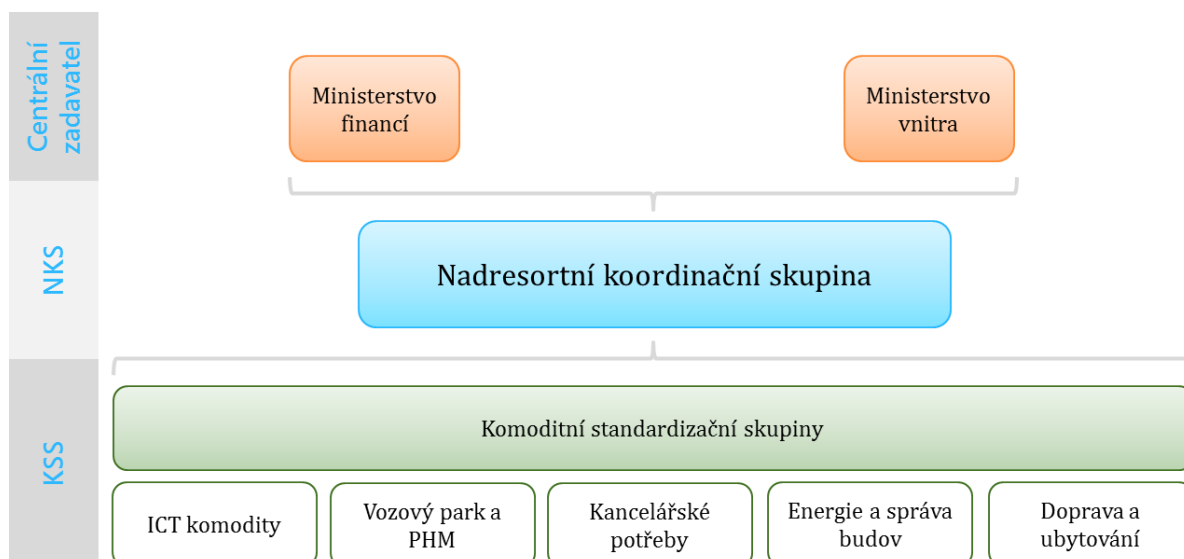 Centrální
zadavatel
Ministerstvo
financí
Ministerstvo
vnitra
NKS
Nadresortní koordinační skupina
KSS
Komoditní standardizační skupiny
ICT komodity
Vozový park a
PHM
Kancelářské
potřeby
Energie a správa
budov
Doprava a
ubytování